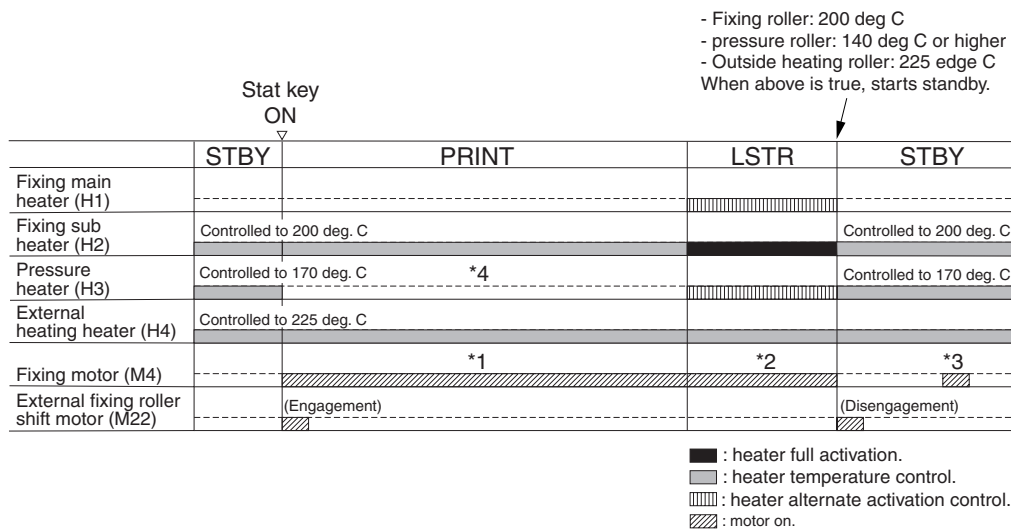 - Fixing roller: 200 deg C
- pressure roller: 140 deg C or higher
- Outside heating roller: 225 edge C
When above is true, starts standby.
Stat key
ON
STBY PRINT LSTR STBY
Fixing main
heater (H1)
Fixing sub
heater (H2)
Controlled to 200 deg. C
Controlled to 200 deg. C
Pressure
heater (H3)
Controlled to 170 deg. C
*4
Controlled to 170 deg. C
External
heating heater (H4)
Controlled to 225 deg. C
Fixing motor (M4)
*1
*2
*3
External fixing roller
shift motor (M22)
(Engagement)
(Disengagement)
: heater full activation.
: heater temperature control.
: heater alternate activation control.
: motor on.